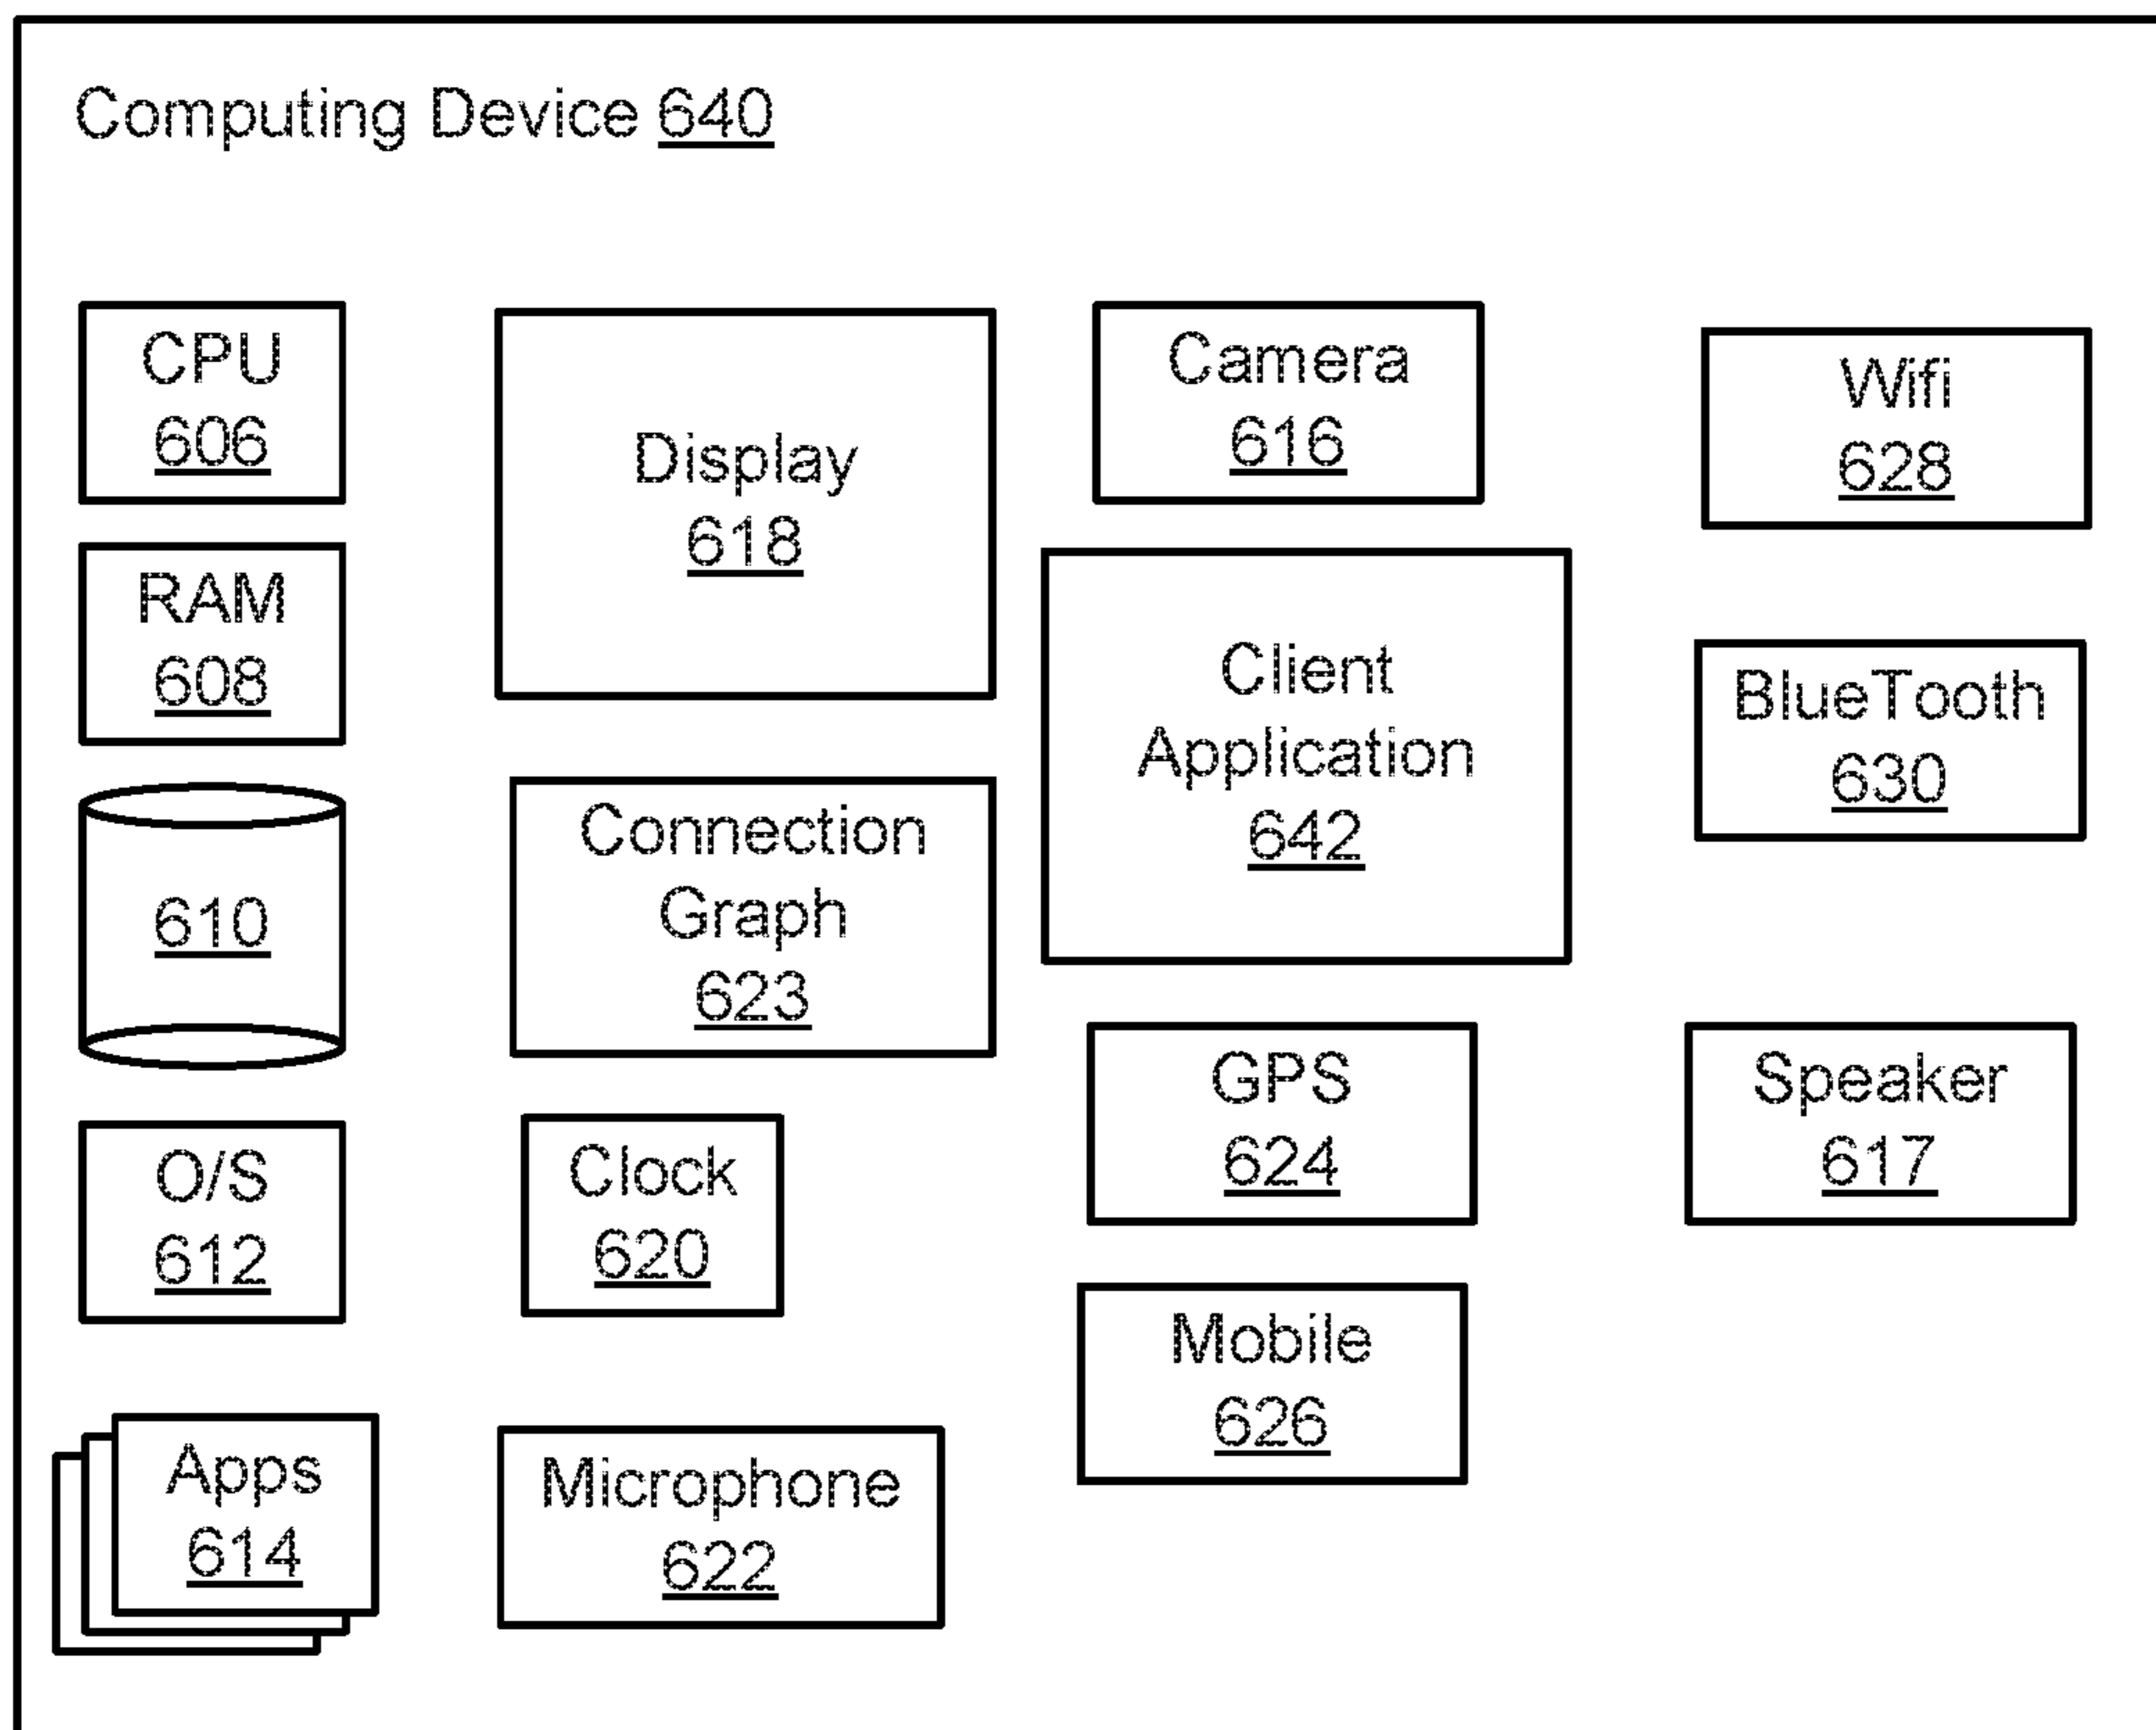 Computing Device 640
CPU
606
RAM
608
610
O/S
612
Apps
614
Display
618
Connection
Graph
623
Clock
620
Microphone
622
Camera
616
Client
Application
642
GPS
624
Mobile
626
Wifi
628
BlueTooth
630
Speaker
617